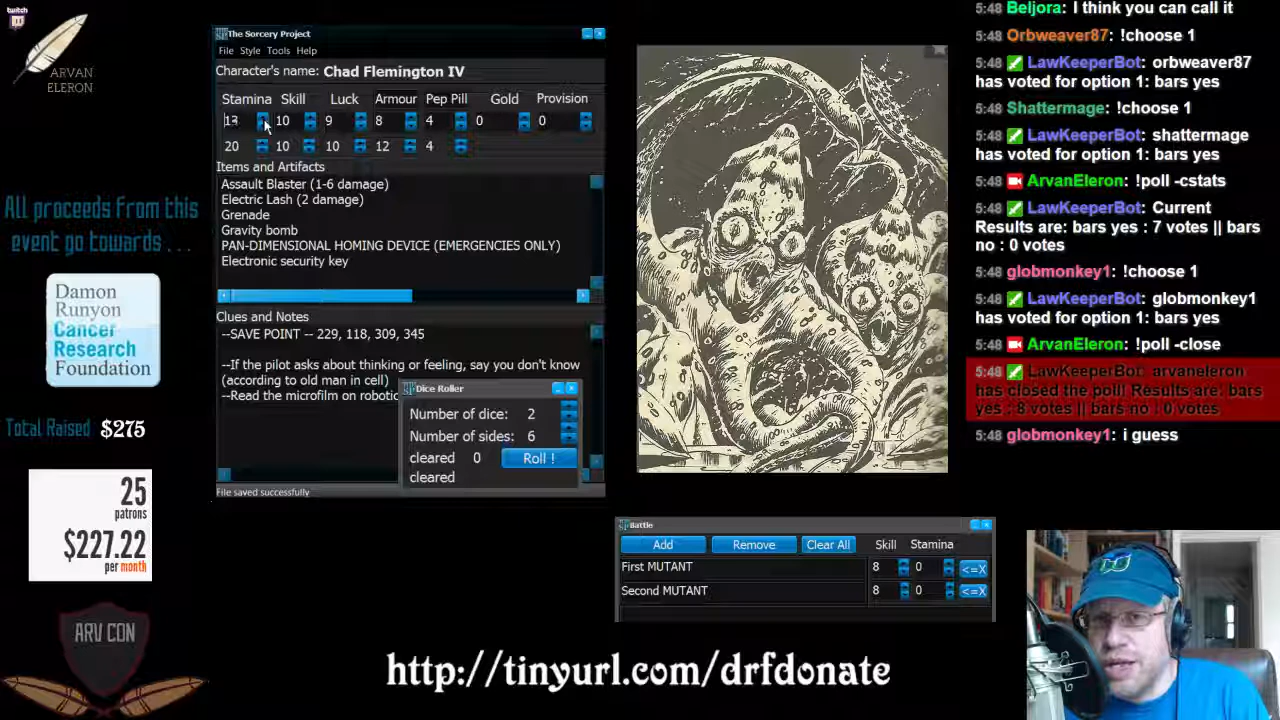 twitch
ARVAN
ELERON
All proceeds from this
event go towards . . .
Damon
Runyon
Cancer
Research
Foundation
Total Raised $275
25
patrons
$227.22
per month
ARV CON
The Sorcery Project
File Style Tools Help
Character's name: Chad Flemington IV
Stamina Skill Luck Armour Pep Pill Gold Provision
13 10 9 8 4 0 0
20 10 10 12 4
Items and Artifacts
Assault Blaster (1-6 damage)
Electric Lash (2 damage)
Grenade
Gravity bomb
PAN-DIMENSIONAL HOMING DEVICE (EMERGENCIES ONLY)
Electronic security key
Clues and Notes
--SAVE POINT -- 229, 118, 309, 345
--If the pilot asks about thinking or feeling, say you don't know
(according to old man in cell)
--Read the microfilm on robotic
File saved successfully
Dice Roller
Number of dice: 2
Number of sides: 6
cleared 0 Roll !
cleared
Battle
Add Remove Clear All Skill Stamina
First MUTANT 8 0 <=X
Second MUTANT 8 0 <=X
http://tinyurl.com/drfdonate
5:48 Beljora: I think you can call it
5:48 Orbweaver87: !choose 1
5:48 LawKeeperBot: orbweaver87
has voted for option 1: bars yes
5:48 Shattermage: !choose 1
5:48 LawKeeperBot: shattermage
has voted for option 1: bars yes
5:48 ArvanEleron: !poll -cstats
5:48 LawKeeperBot: Current
Results are: bars yes : 7 votes || bars
no : 0 votes
5:48 globmonkey1: !choose 1
5:48 LawKeeperBot: globmonkey1
has voted for option 1: bars yes
5:48 ArvanEleron: !poll -close
5:48 LawKeeperBot: arvaneleron
has closed the poll! Results are: bars
yes : 8 votes || bars no : 0 votes
5:48 globmonkey1: i guess